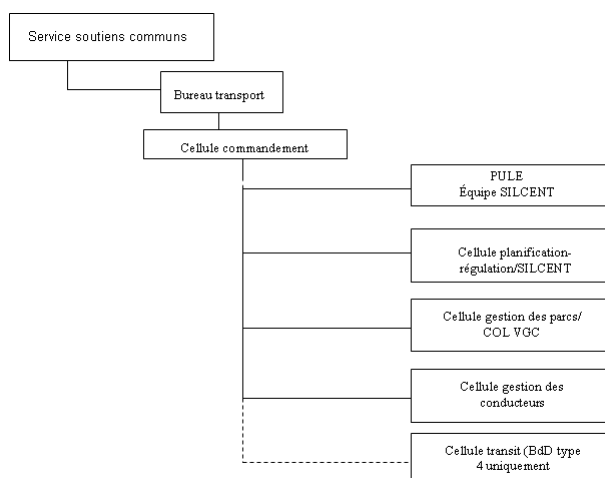 Service soutiens communs
Bureau transport
Cellule commandement
PULE
Équipe SILCENT
Cellule planification-
régulation/SILCENT
Cellule gestion des parcs/
COL VGC
Cellule gestion des
conducteurs
Cellule transit (BdD type
4 uniquement